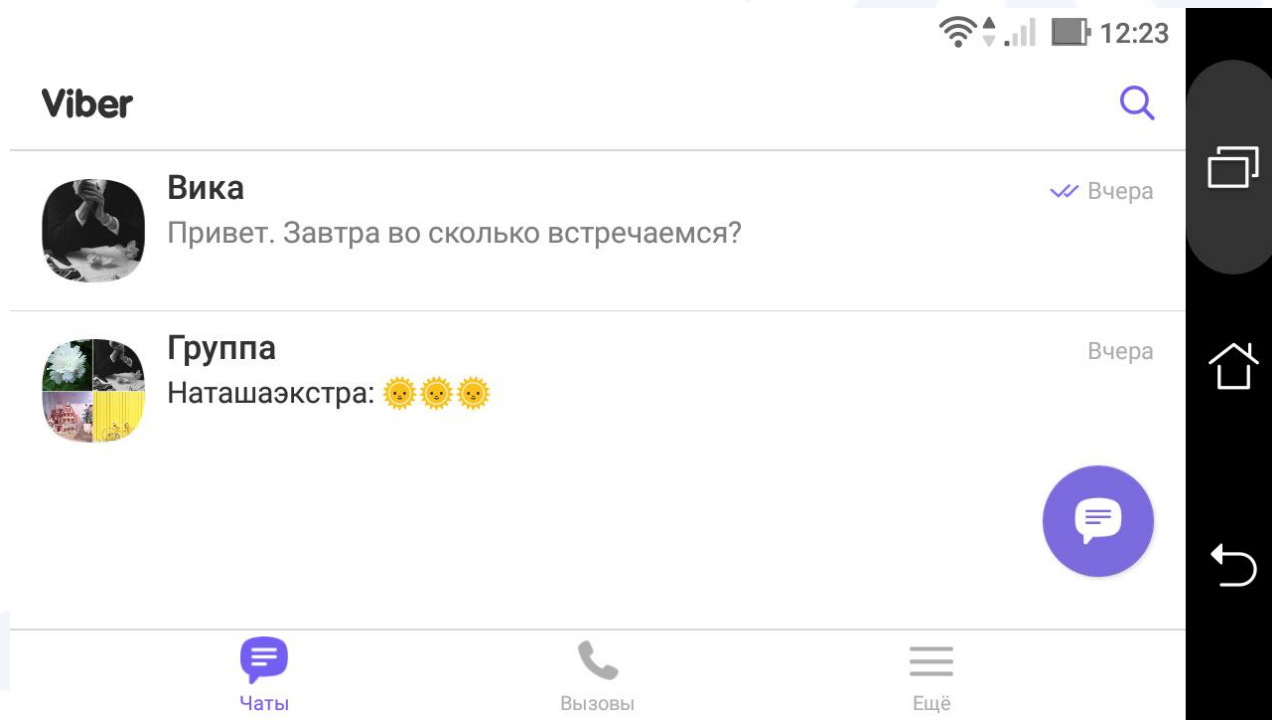 12:23
Viber
Вика
Вчера
Привет. Завтра во сколько встречаемся?
Группа
Вчера
Наташаэкстра: 🌞🌞🌞
Чаты
Вызовы
Ещё